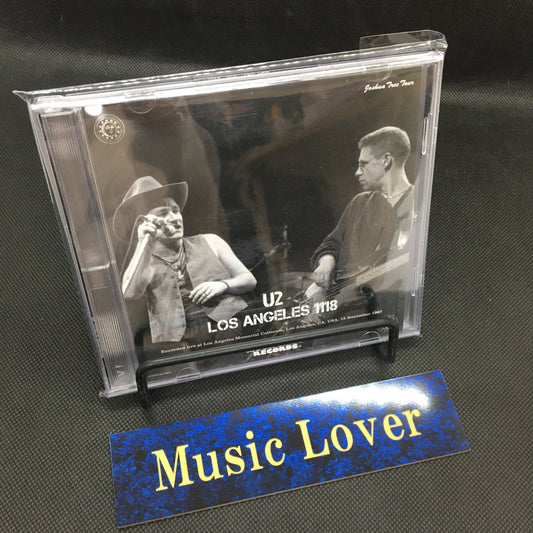 Joshua Tree Tour
U2
LOS ANGELES 1118
Recorded live at Los Angeles Memorial Coliseum, Los Angeles, CA, USA. 18 November 1987
RECORDS
Music Lover